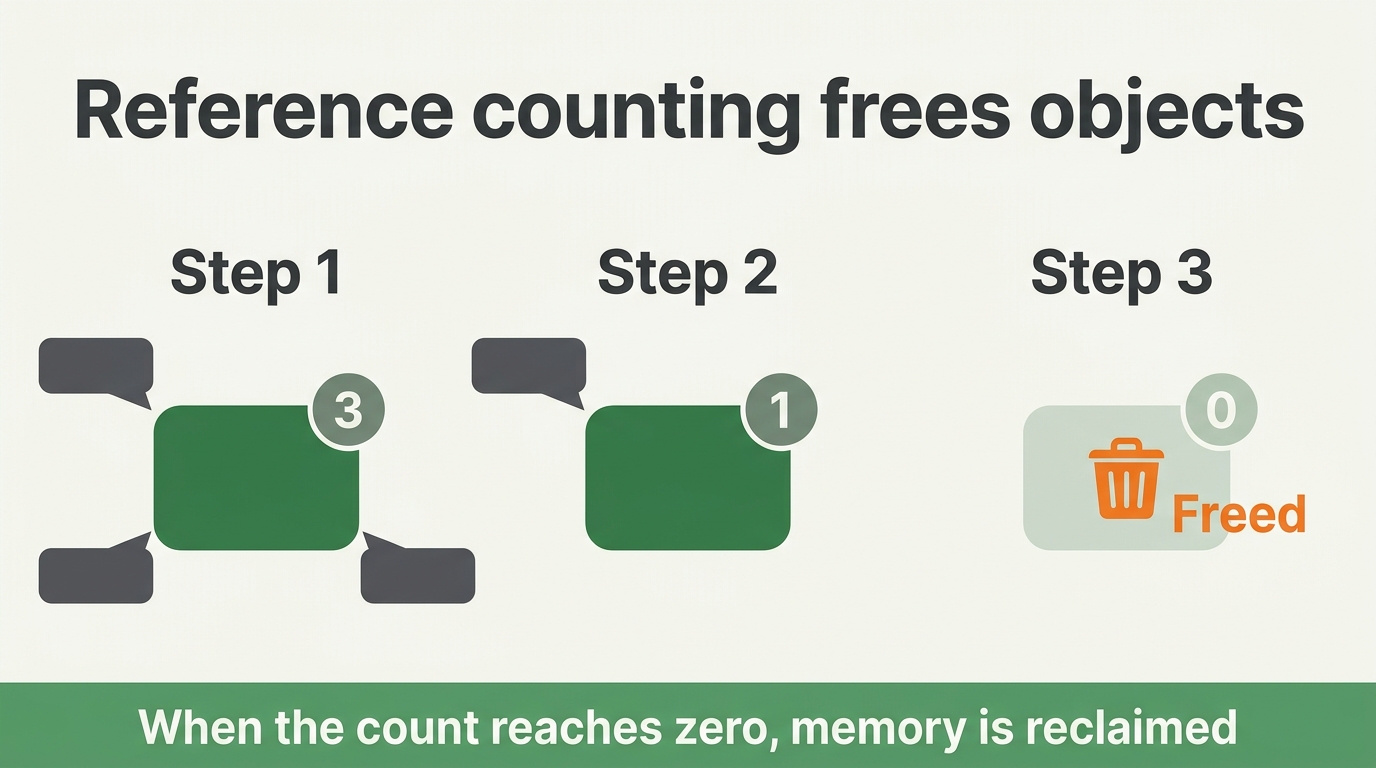 Reference counting frees objects
Step 1
Step 2
Step 3
3
1
0
Freed
When the count reaches zero, memory is reclaimed